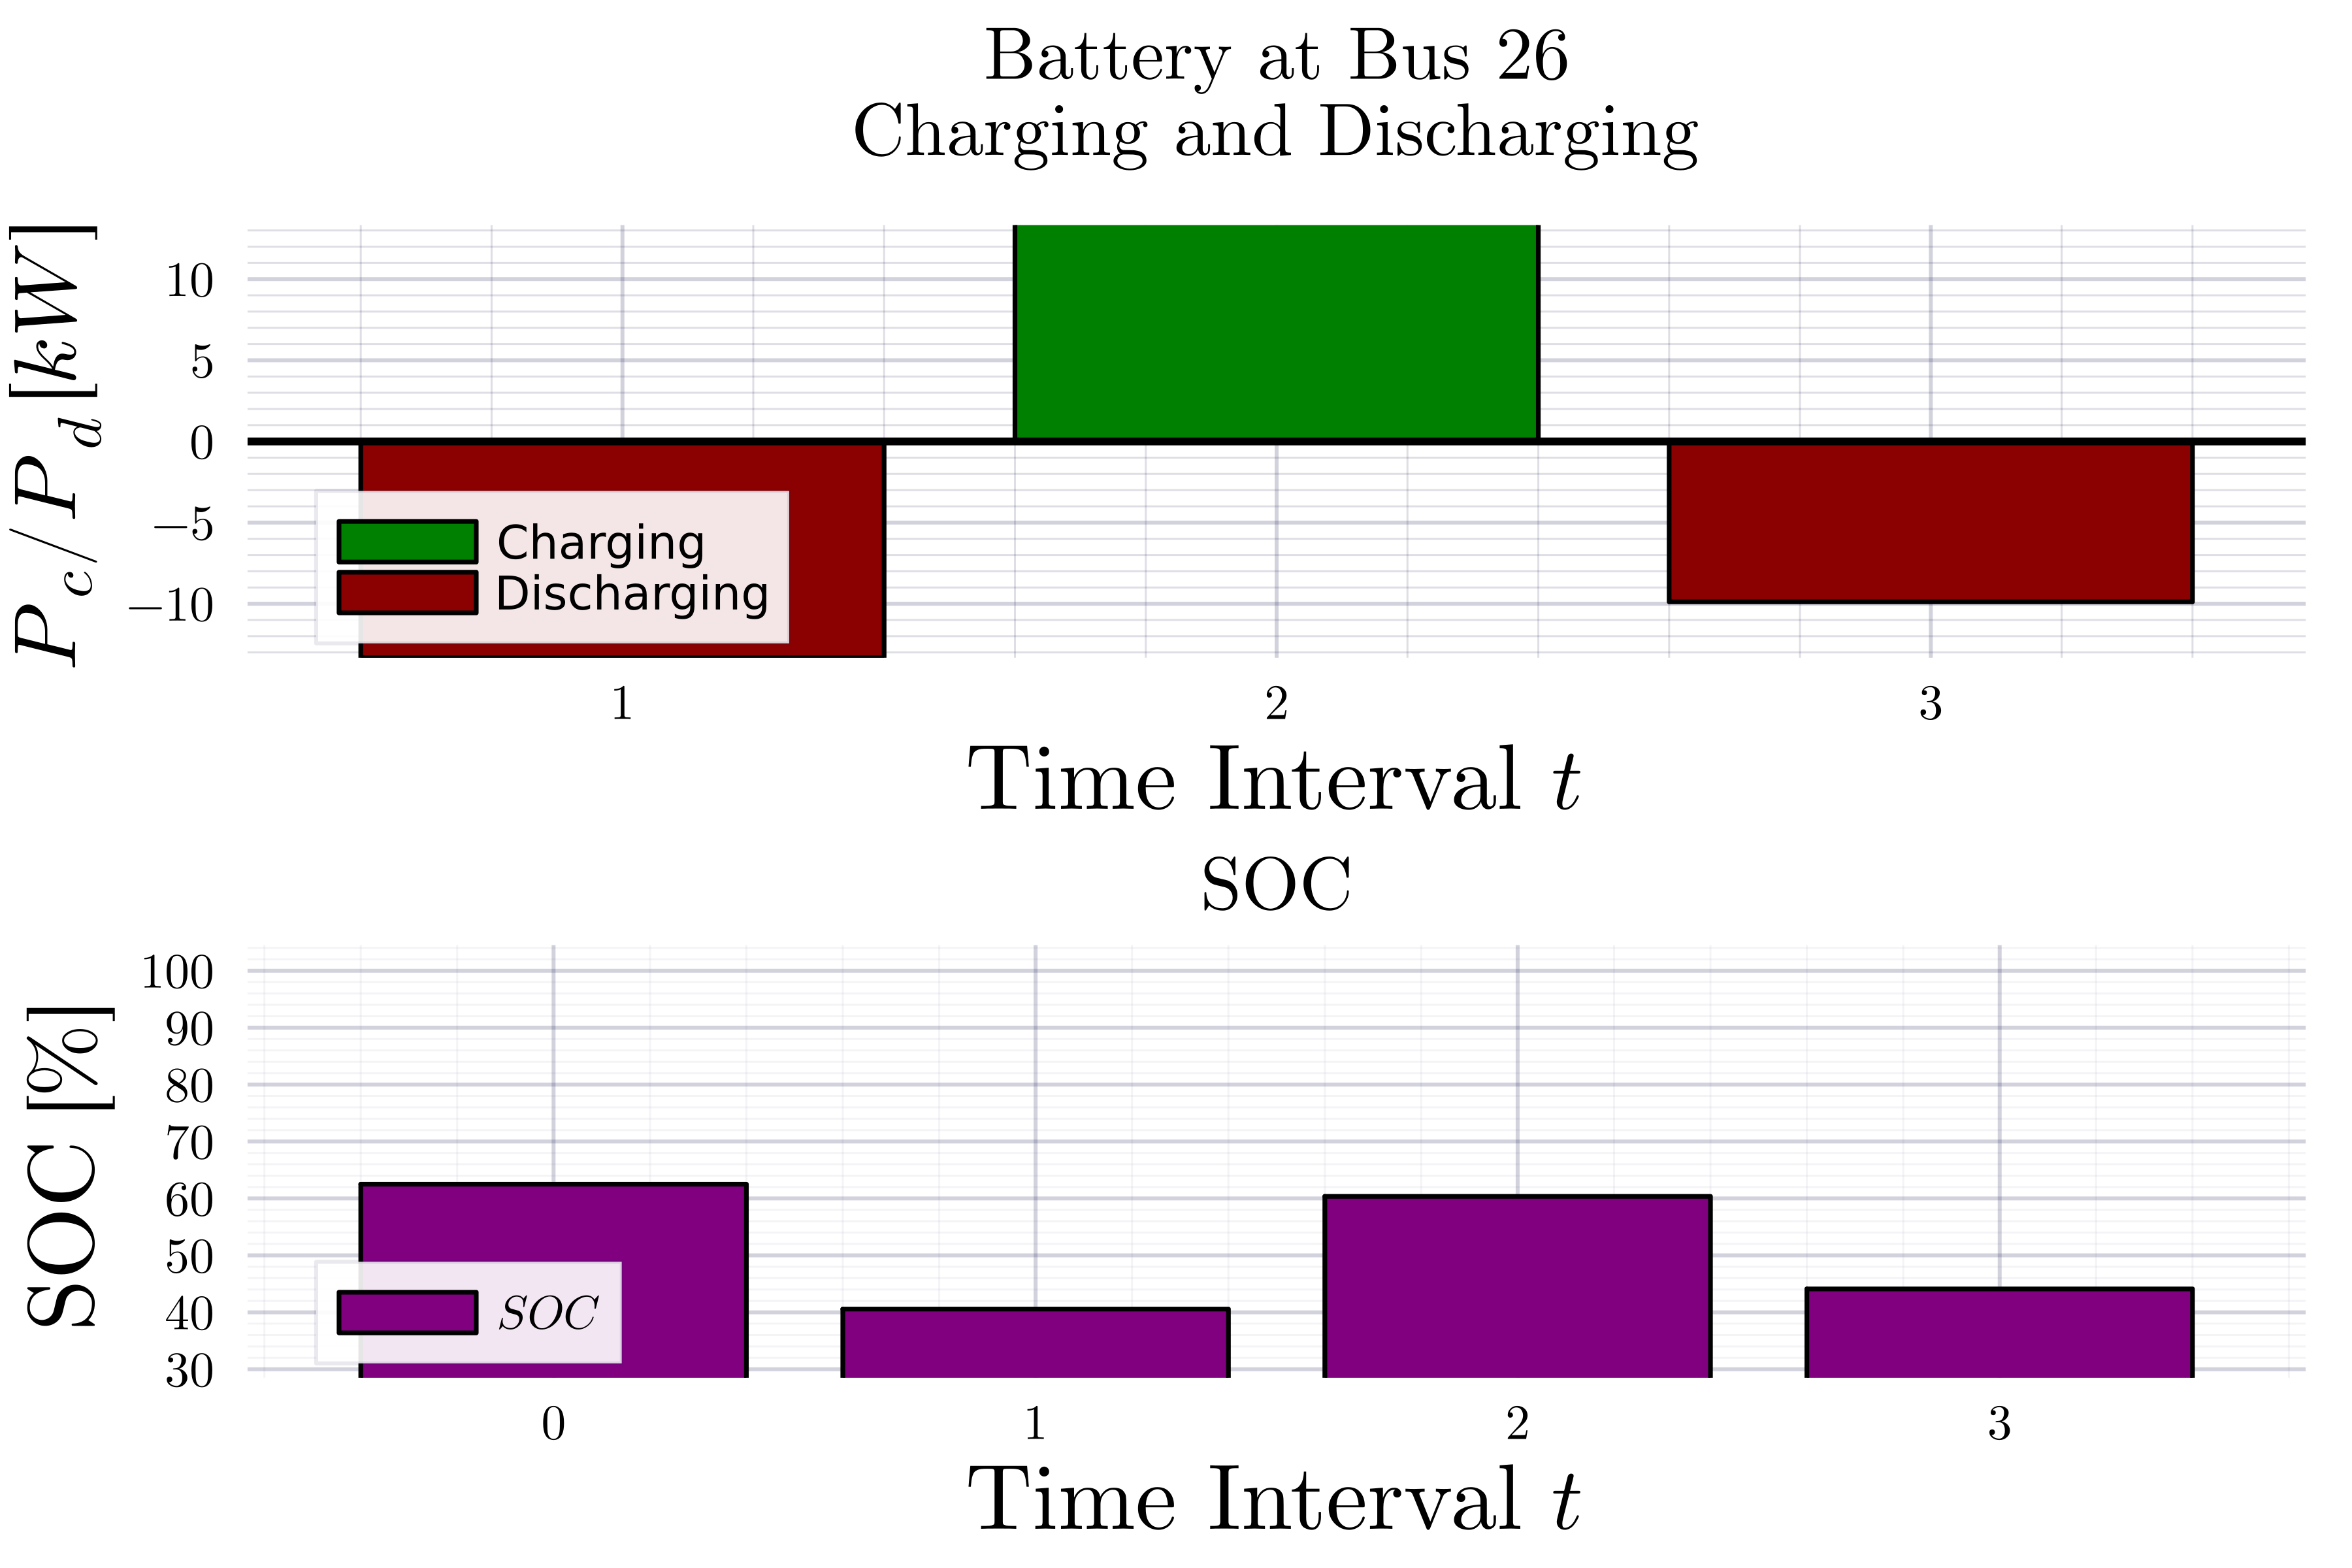 Battery at Bus 26
Charging and Discharging
P_c/P_d [kW]
10
5
0
−5
−10
Charging
Discharging
1 2 3
Time Interval t
SOC
SOC [%]
100
90
80
70
60
50
40
30
SOC
0 1 2 3
Time Interval t